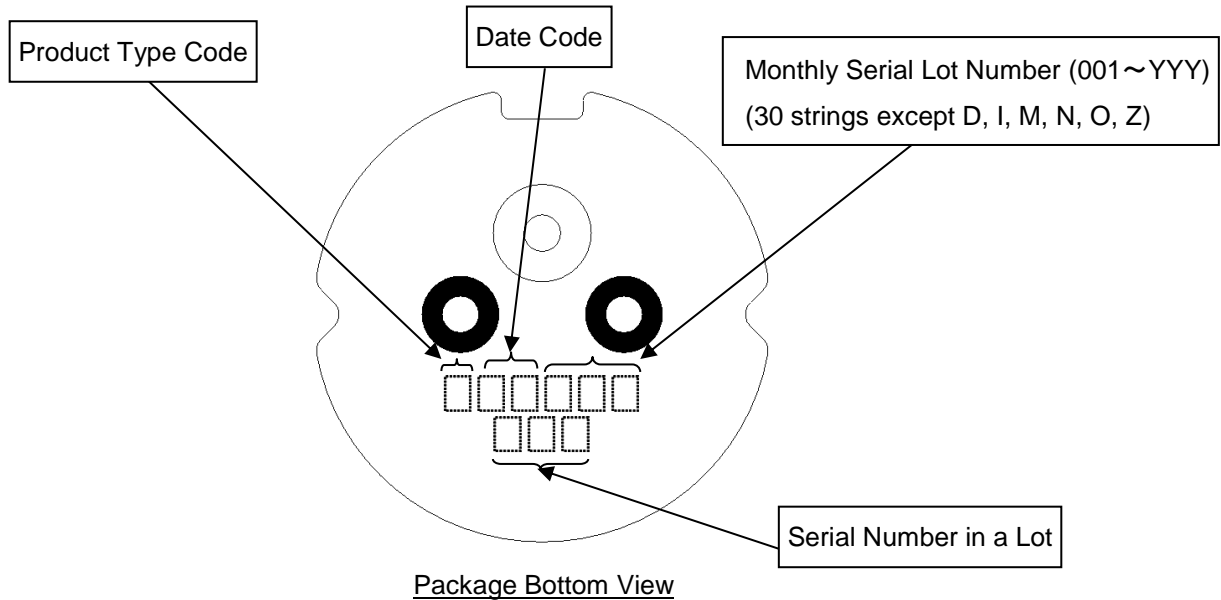 Product Type Code
Date Code
Monthly Serial Lot Number (001～YYY)
(30 strings except D, I, M, N, O, Z)
Serial Number in a Lot
Package Bottom View